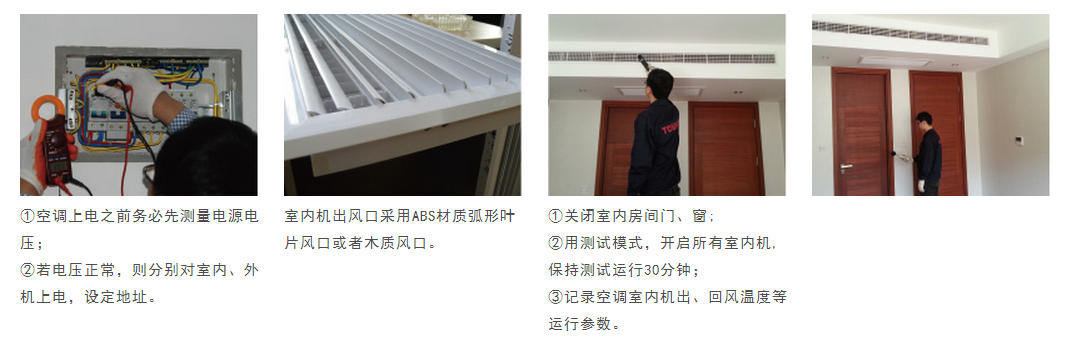 ①空调上电之前务必先测量电源电
压；
②若电压正常，则分别对室内、外
机上电，设定地址。
室内机出风口采用ABS材质弧形叶
片风口或者木质风口。
①关闭室内房间门、窗；
②用测试模式，开启所有室内机，
保持测试运行30分钟；
③记录空调室内机出、回风温度等
运行参数。